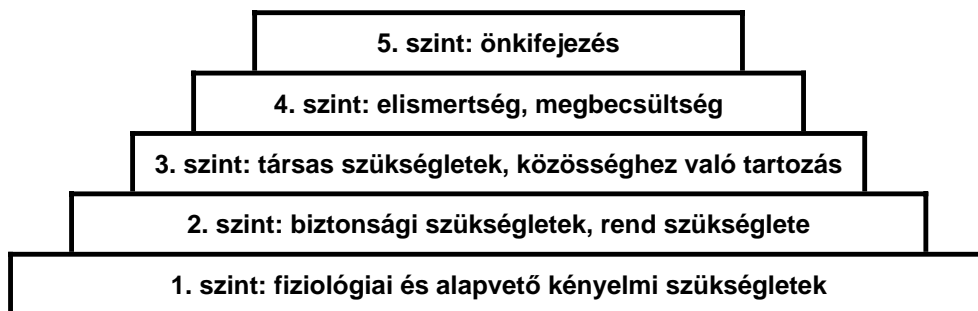 5. szint: önkifejezés
4. szint: elismertség, megbecsültség
3. szint: társas szükségletek, közösséghez való tartozás
2. szint: biztonsági szükségletek, rend szükséglete
1. szint: fiziológiai és alapvető kényelmi szükségletek